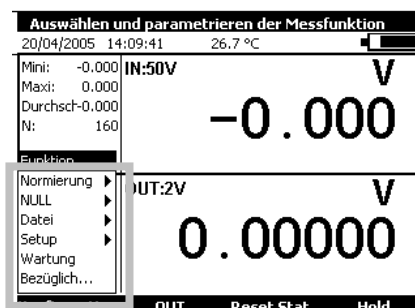 Auswählen und parametrieren der Messfunktion
20/04/2005 14:09:41 26.7 °C
Mini: -0.000
Maxi: 0.000
Durchsch-0.000
N: 160
IN:50V V
-0.000
Funktion
Normierung
NULL
Datei
Setup
Wartung
Bezüglich...
OUT:2V V
0.00000
OUT Reset Stat Hold